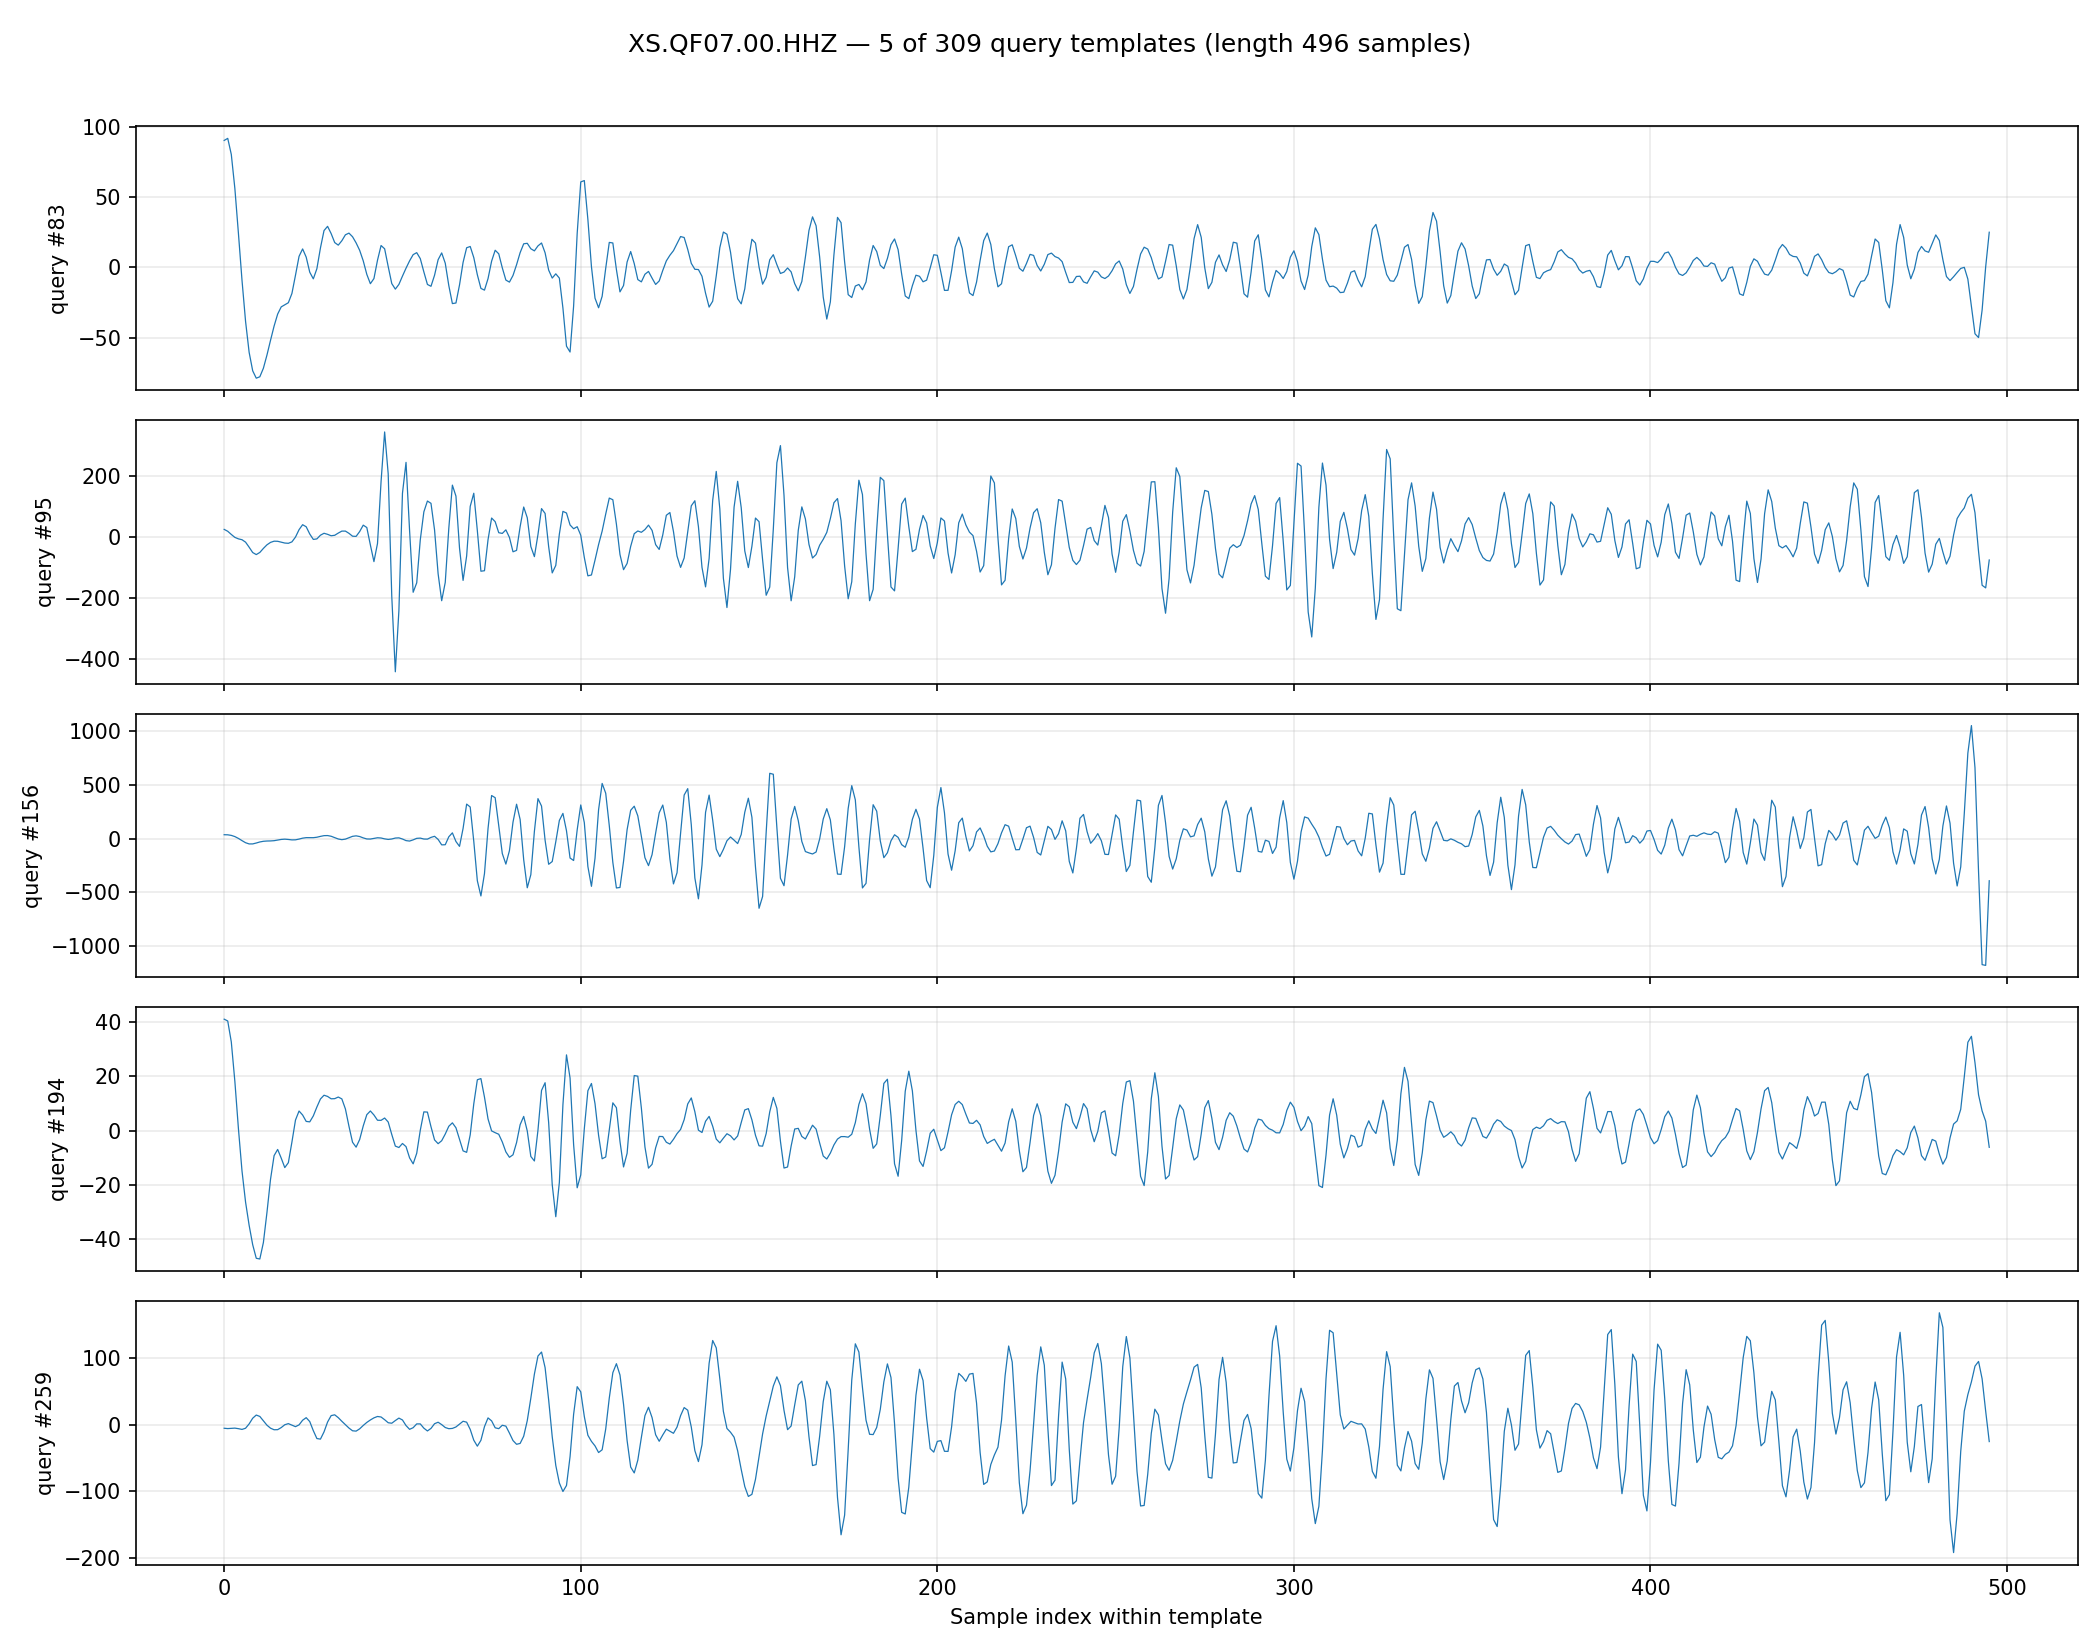 XS.QF07.00.HHZ — 5 of 309 query templates (length 496 samples)
100
50
0
−50
query #83
200
0
−200
−400
query #95
1000
500
0
−500
−1000
query #156
40
20
0
−20
−40
query #194
100
0
−100
−200
query #259
0 100 200 300 400 500
Sample index within template